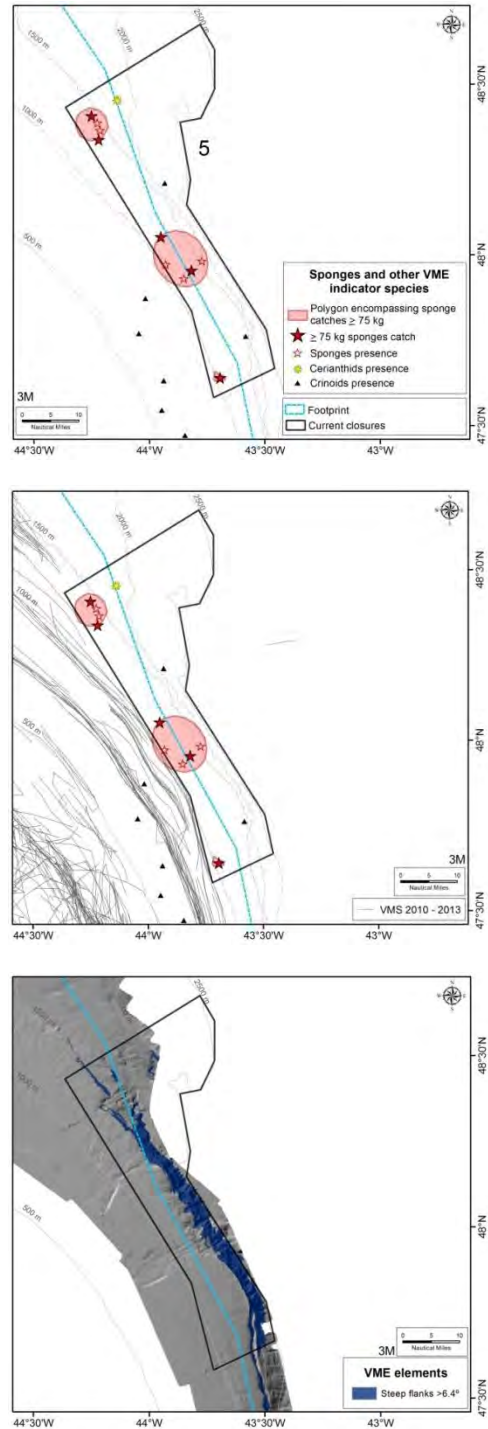 1500 m
2000 m
2500 m
1000 m
500 m
5
48°30'N
48°N
47°30'N
Sponges and other VME
indicator species
Polygon encompassing sponge
catches ≥ 75 kg
≥ 75 kg sponges catch
Sponges presence
Cerianthids presence
Crinoids presence
Footprint
Current closures
3M
0 5 10
Nautical Miles
44°30'W 44°W 43°30'W 43°W
1500 m
2000 m
2500 m
1000 m
500 m
48°30'N
48°N
47°30'N
3M
0 5 10
Nautical Miles
VMS 2010 - 2013
44°30'W 44°W 43°30'W 43°W
2500 m
500 m
48°30'N
48°N
47°30'N
0 5 10
Nautical Miles
3M
VME elements
Steep flanks >6.4º
44°30'W 44°W 43°30'W 43°W